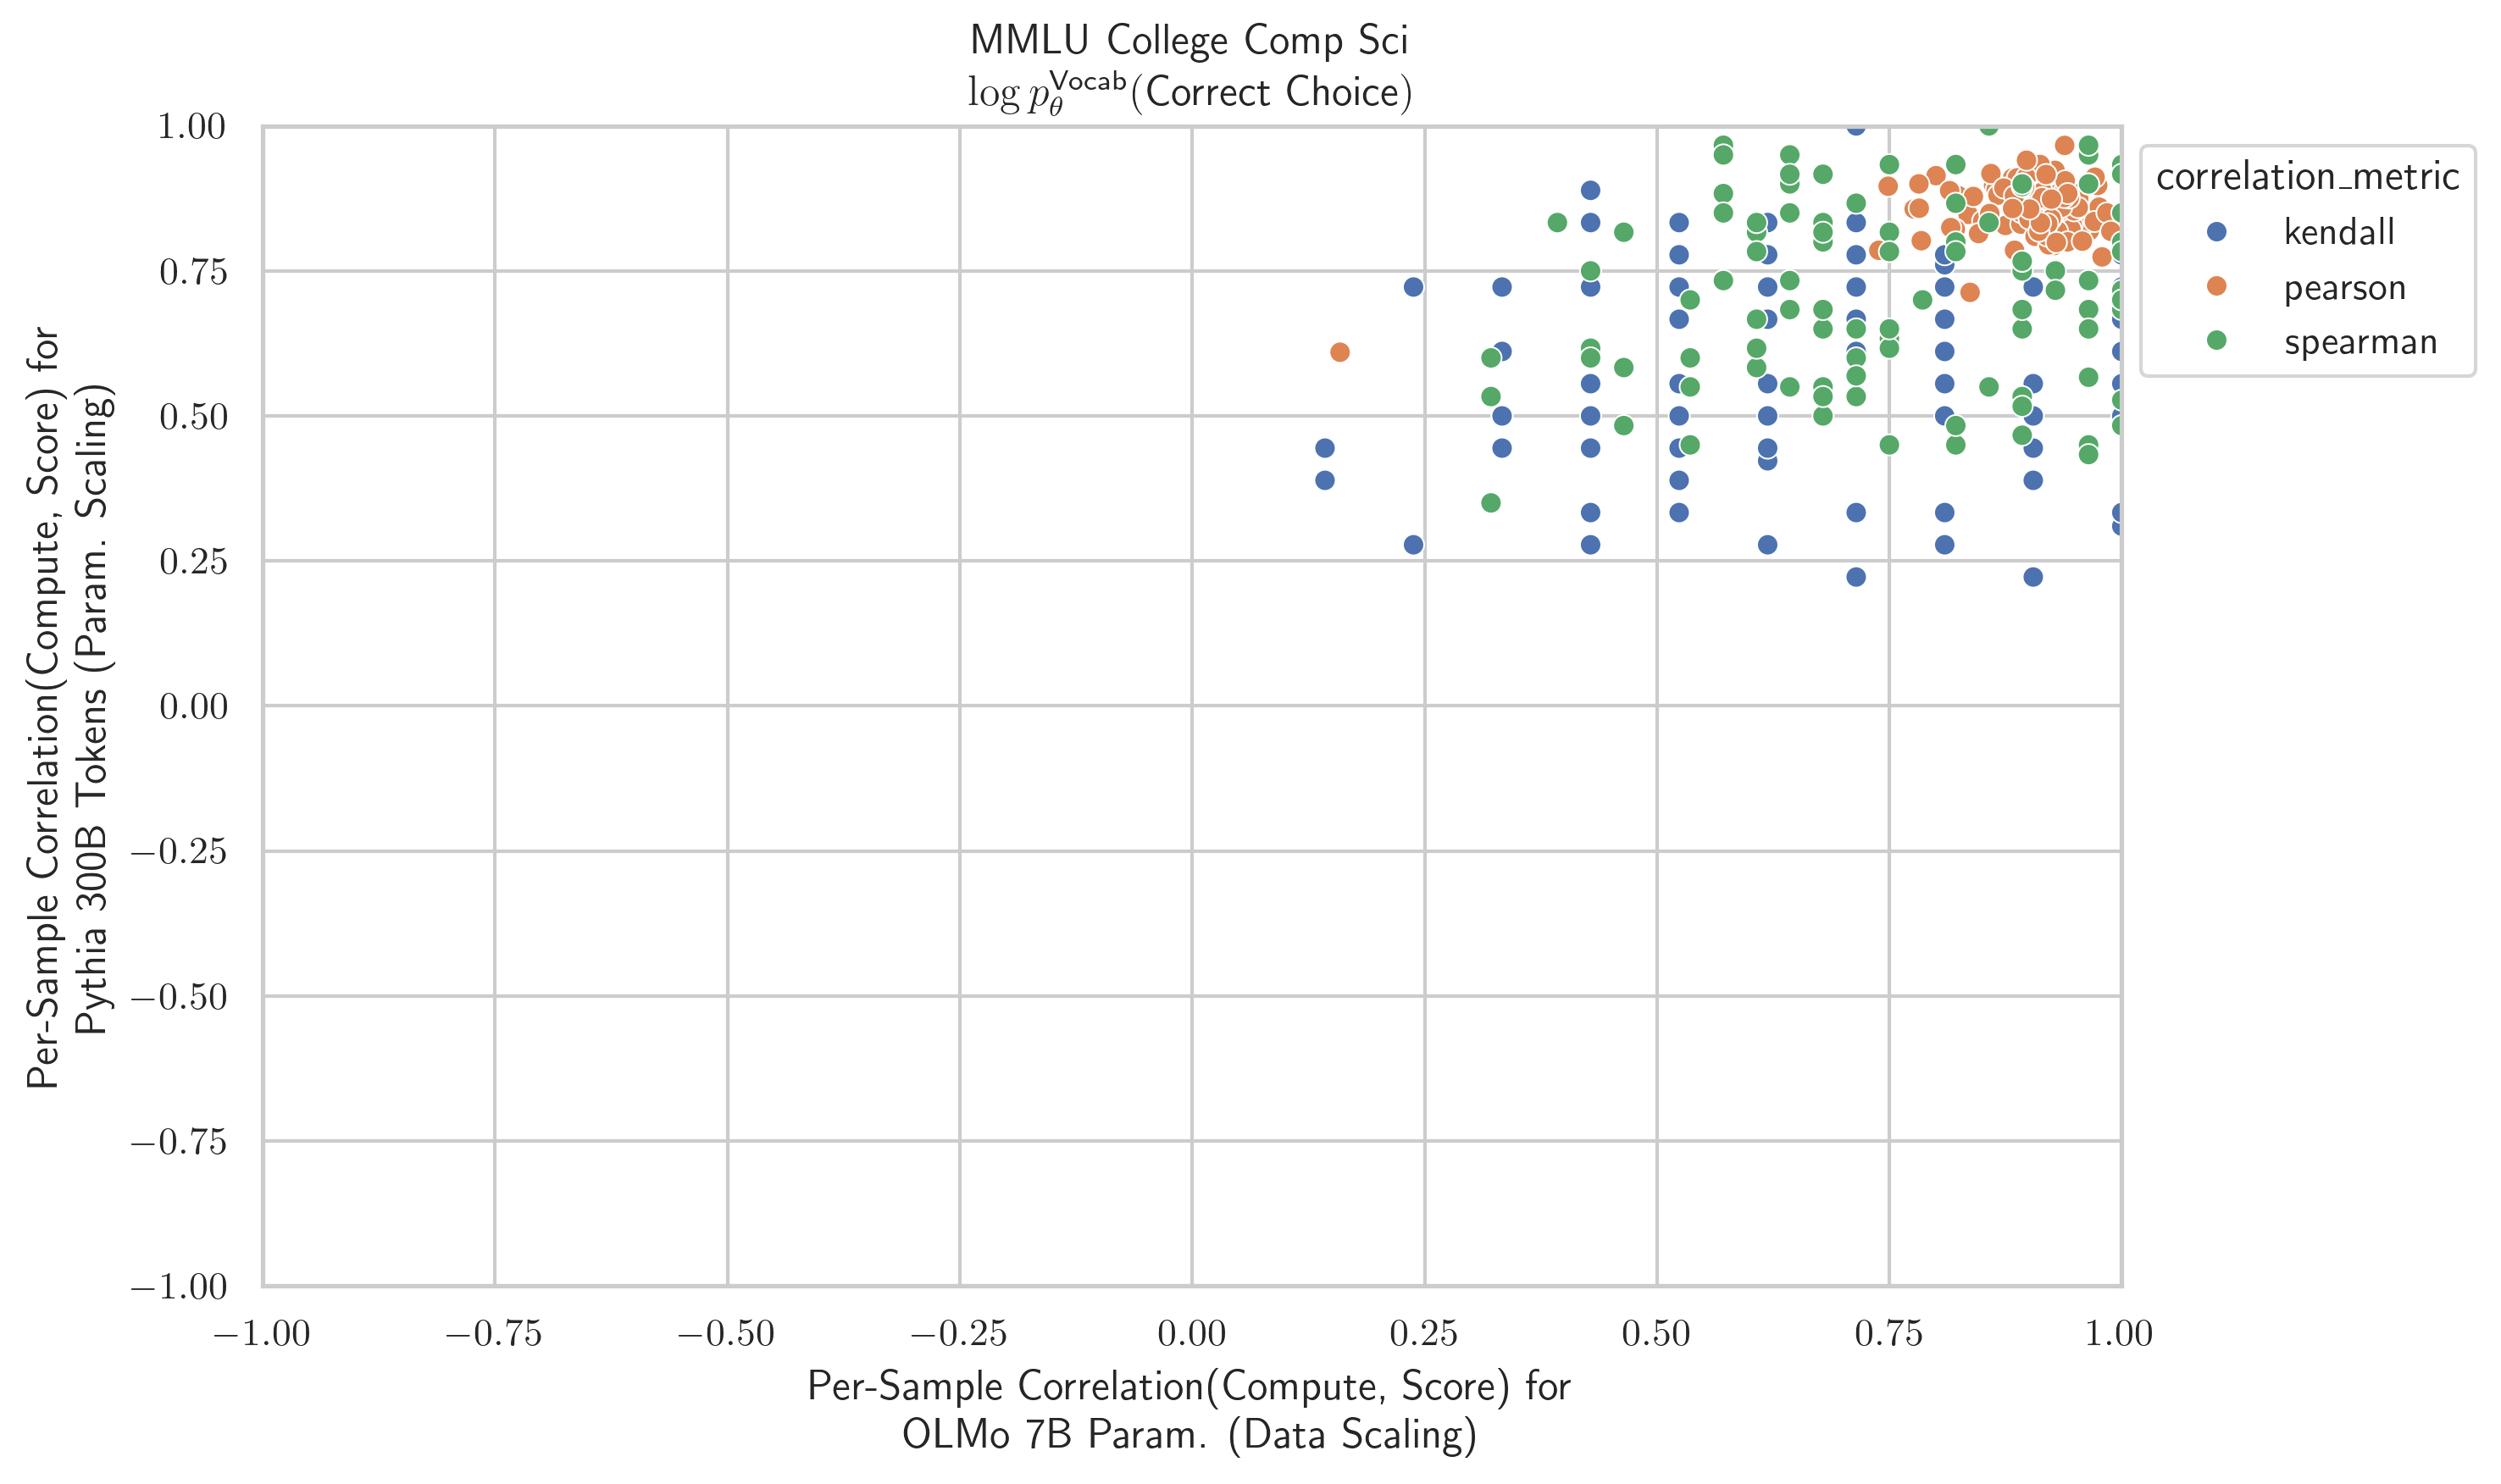 MMLU College Comp Sci
log p_θ^Vocab(Correct Choice)
1.00
0.75
0.50
0.25
0.00
−0.25
−0.50
−0.75
−1.00
Per-Sample Correlation(Compute, Score) for
Pythia 300B Tokens (Param. Scaling)
correlation_metric
kendall
pearson
spearman
−1.00
−0.75
−0.50
−0.25
0.00
0.25
0.50
0.75
1.00
Per-Sample Correlation(Compute, Score) for
OLMo 7B Param. (Data Scaling)